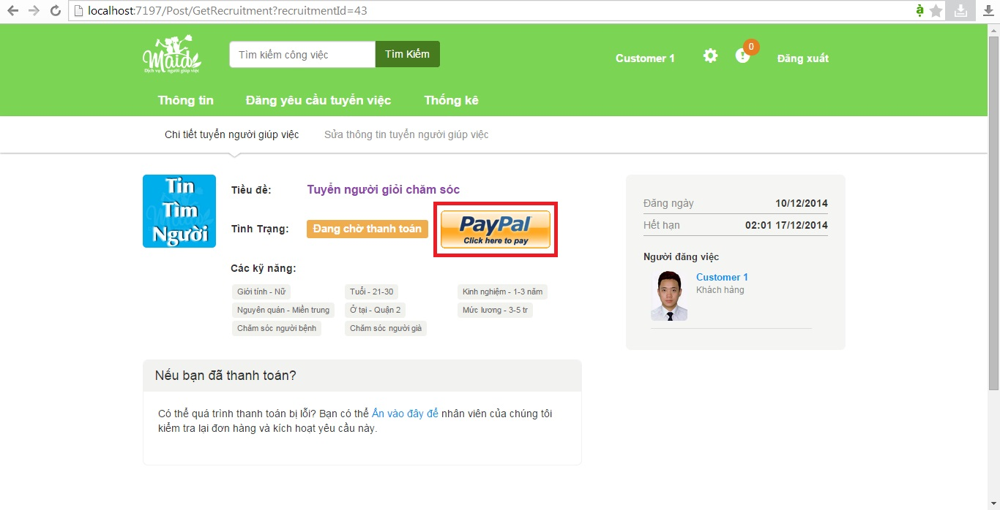 localhost:7197/Post/GetRecruitment?recruitmentId=43
ạ
Maid
Dịch vụ người giúp việc
Tìm kiếm công việc
Tìm Kiếm
Customer 1
0
Đăng xuất
Thông tin
Đăng yêu cầu tuyển việc
Thống kê
Chi tiết tuyển người giúp việc
Sửa thông tin tuyển người giúp việc
Tin
Tìm
Người
Tiêu đề:
Tuyển người giỏi chăm sóc
Tình Trạng:
Đang chờ thanh toán
PayPal
Click here to pay
Các kỹ năng:
Giới tính - Nữ
Tuổi - 21-30
Kinh nghiệm - 1-3 năm
Nguyên quán - Miền trung
Ở tại - Quận 2
Mức lương - 3-5 tr
Chăm sóc người bệnh
Chăm sóc người già
Đăng ngày 10/12/2014
Hết hạn 02:01 17/12/2014
Người đăng việc
Customer 1
Khách hàng
Nếu bạn đã thanh toán?
Có thể quá trình thanh toán bị lỗi? Bạn có thể Ấn vào đây để nhân viên của chúng tôi
kiểm tra lại đơn hàng và kích hoạt yêu cầu này.